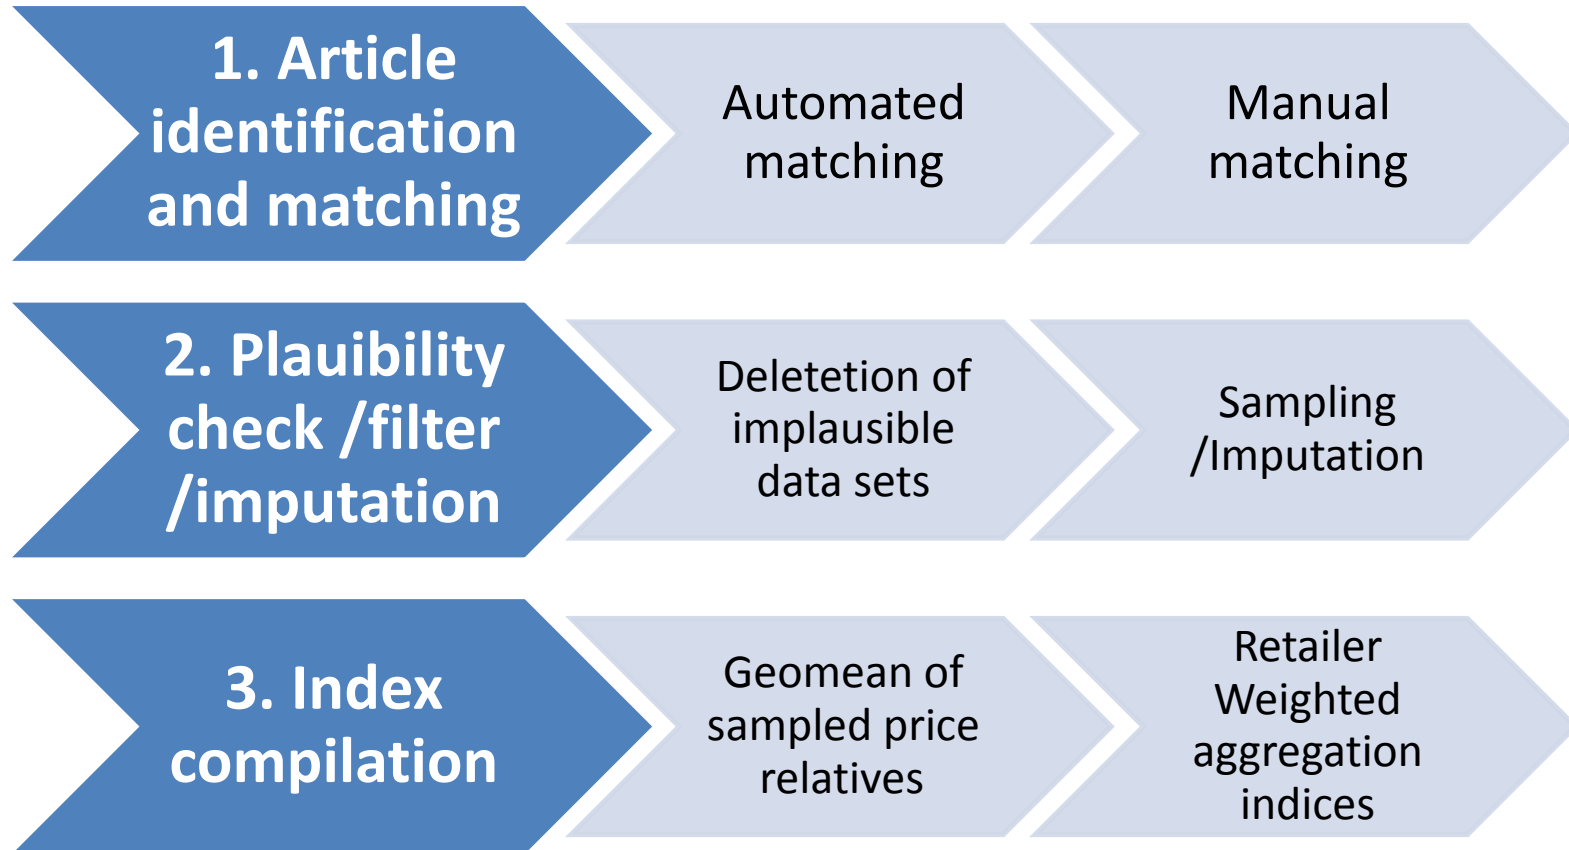 1. Article
identification
and matching
Automated
matching
Manual
matching
2. Plauibility
check /filter
/imputation
Deletetion of
implausible
data sets
Sampling
/Imputation
3. Index
compilation
Geomean of
sampled price
relatives
Retailer
Weighted
aggregation
indices